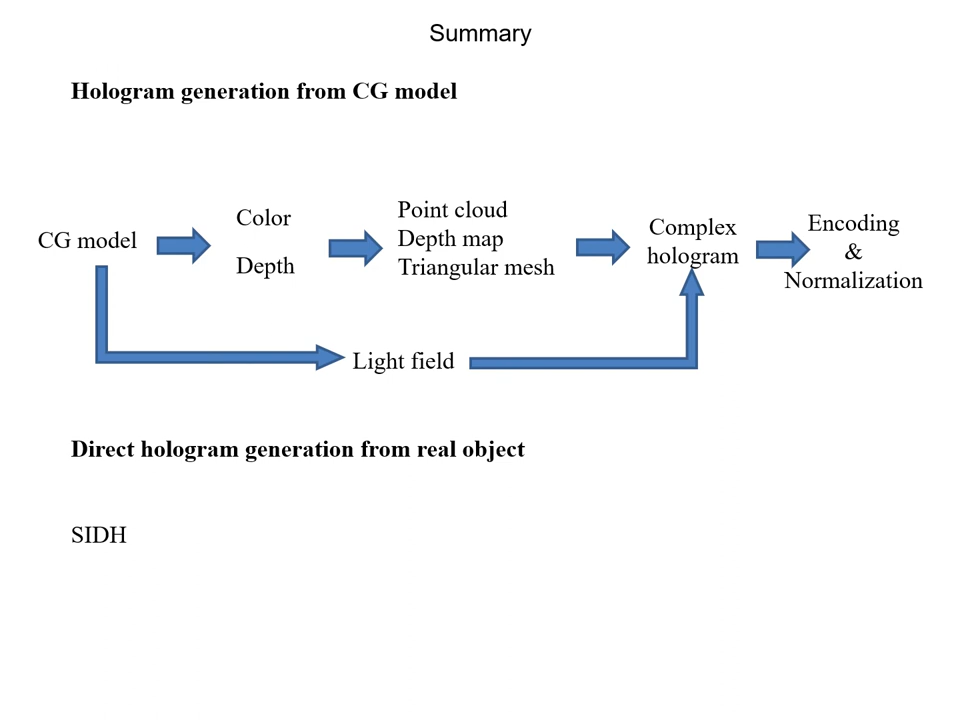 Summary
Hologram generation from CG model
CG model
Color
Depth
Point cloud
Depth map
Triangular mesh
Complex
hologram
Encoding
&
Normalization
Light field
Direct hologram generation from real object
SIDH